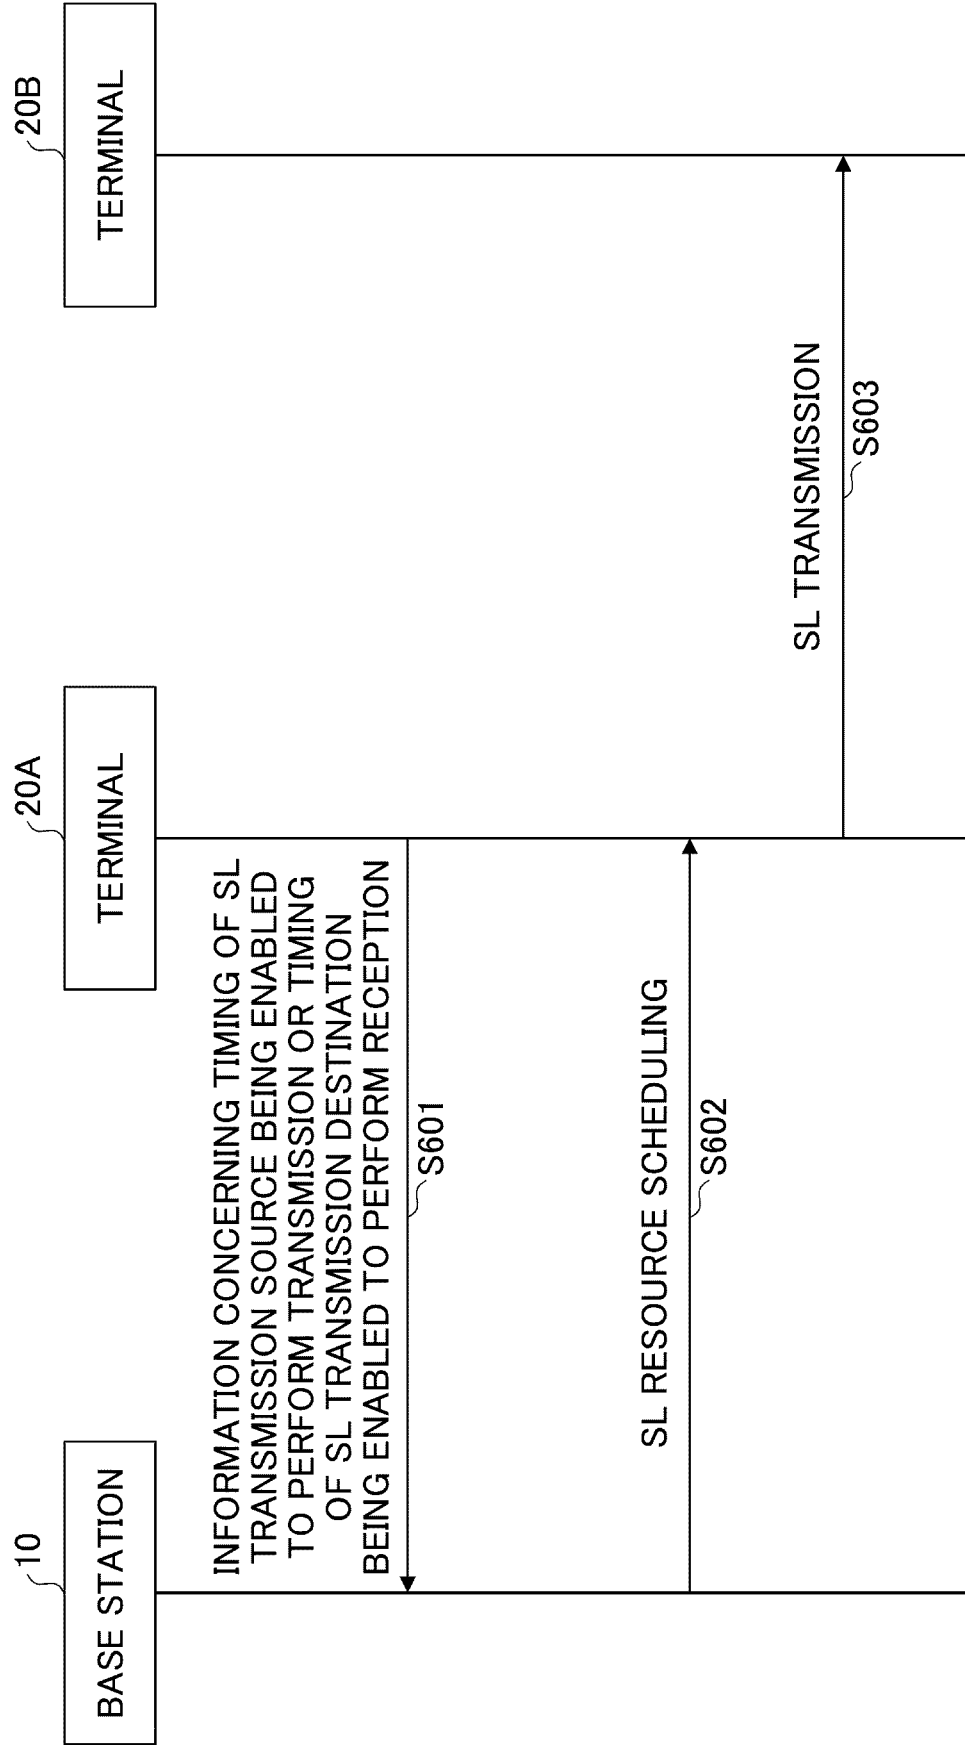 10
BASE STATION
20A
TERMINAL
20B
TERMINAL
INFORMATION CONCERNING TIMING OF SL
TRANSMISSION SOURCE BEING ENABLED
TO PERFORM TRANSMISSION OR TIMING
OF SL TRANSMISSION DESTINATION
BEING ENABLED TO PERFORM RECEPTION
S601
SL RESOURCE SCHEDULING
S602
SL TRANSMISSION
S603